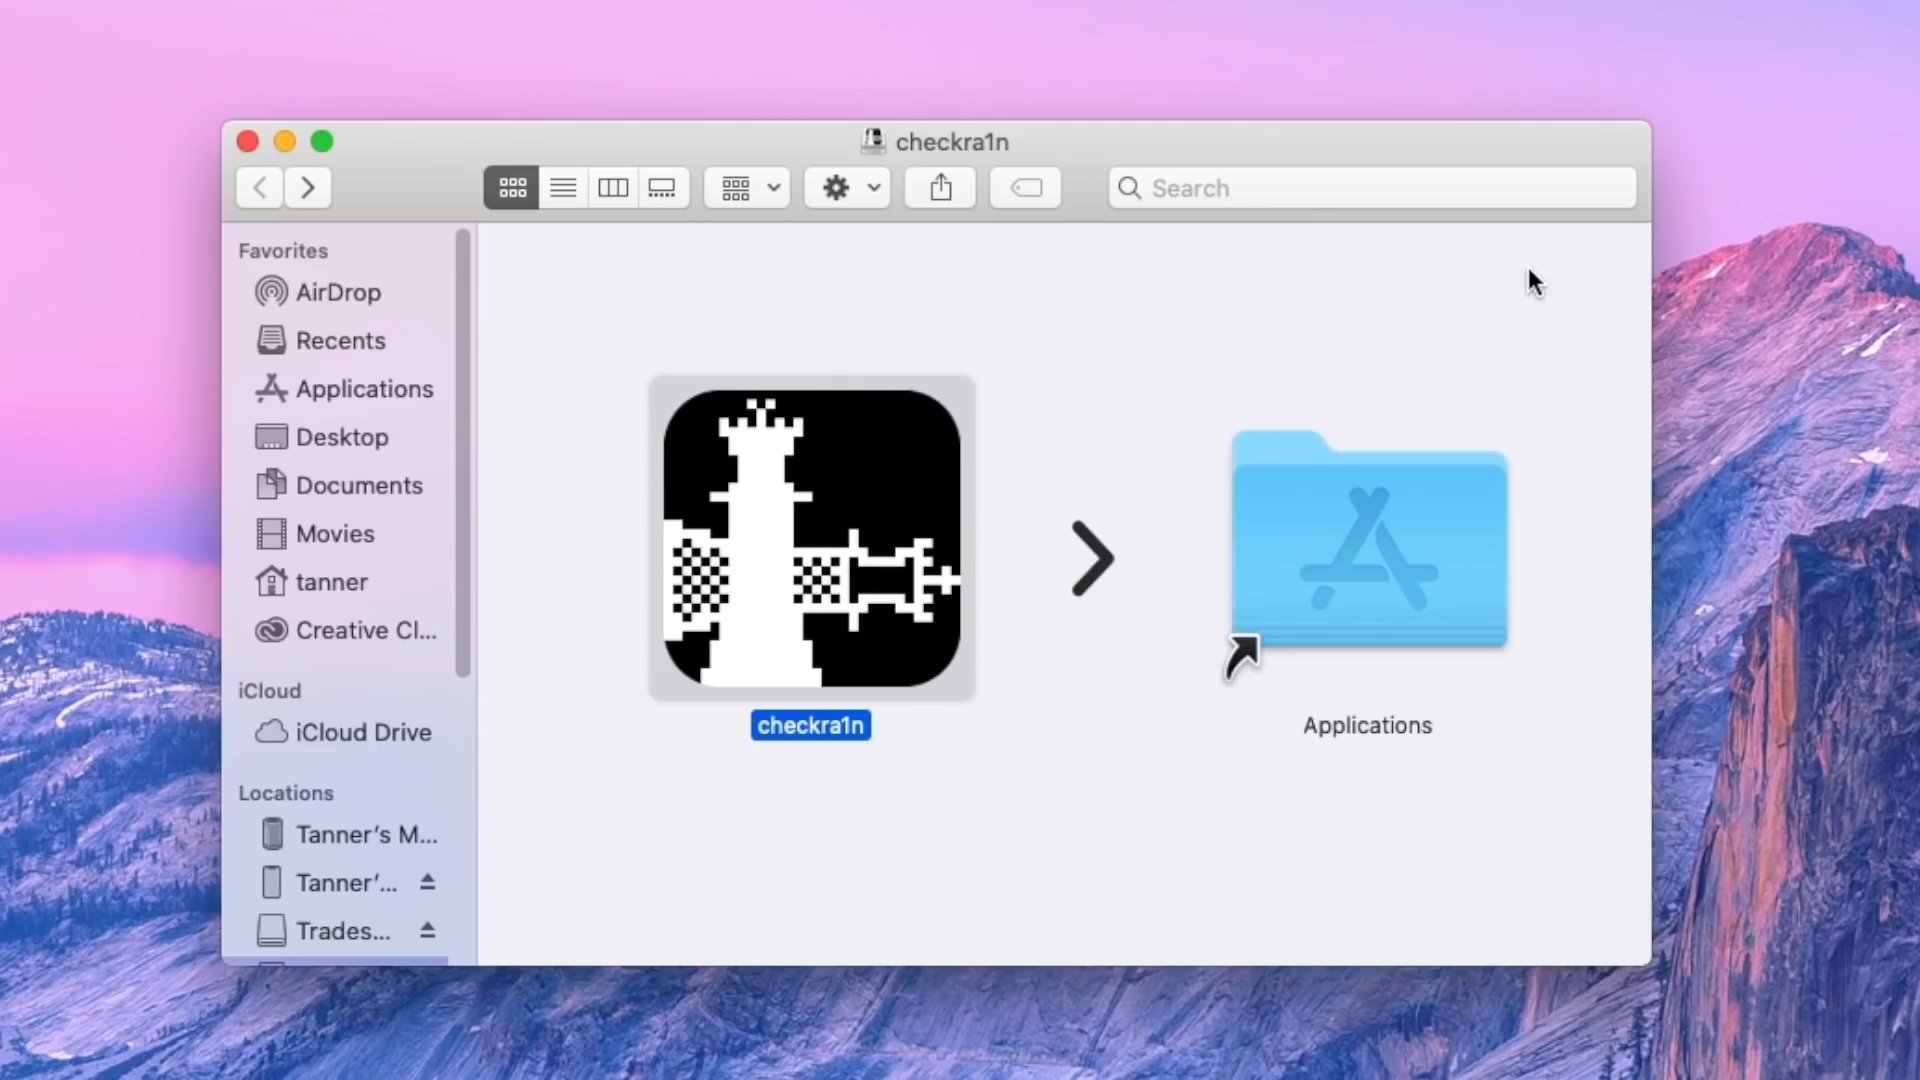 checkra1n
Search
Favorites
AirDrop
Recents
Applications
Desktop
Documents
Movies
tanner
Creative Cl...
iCloud
iCloud Drive
Locations
Tanner's M...
Tanner'...
Trades...
checkra1n
Applications